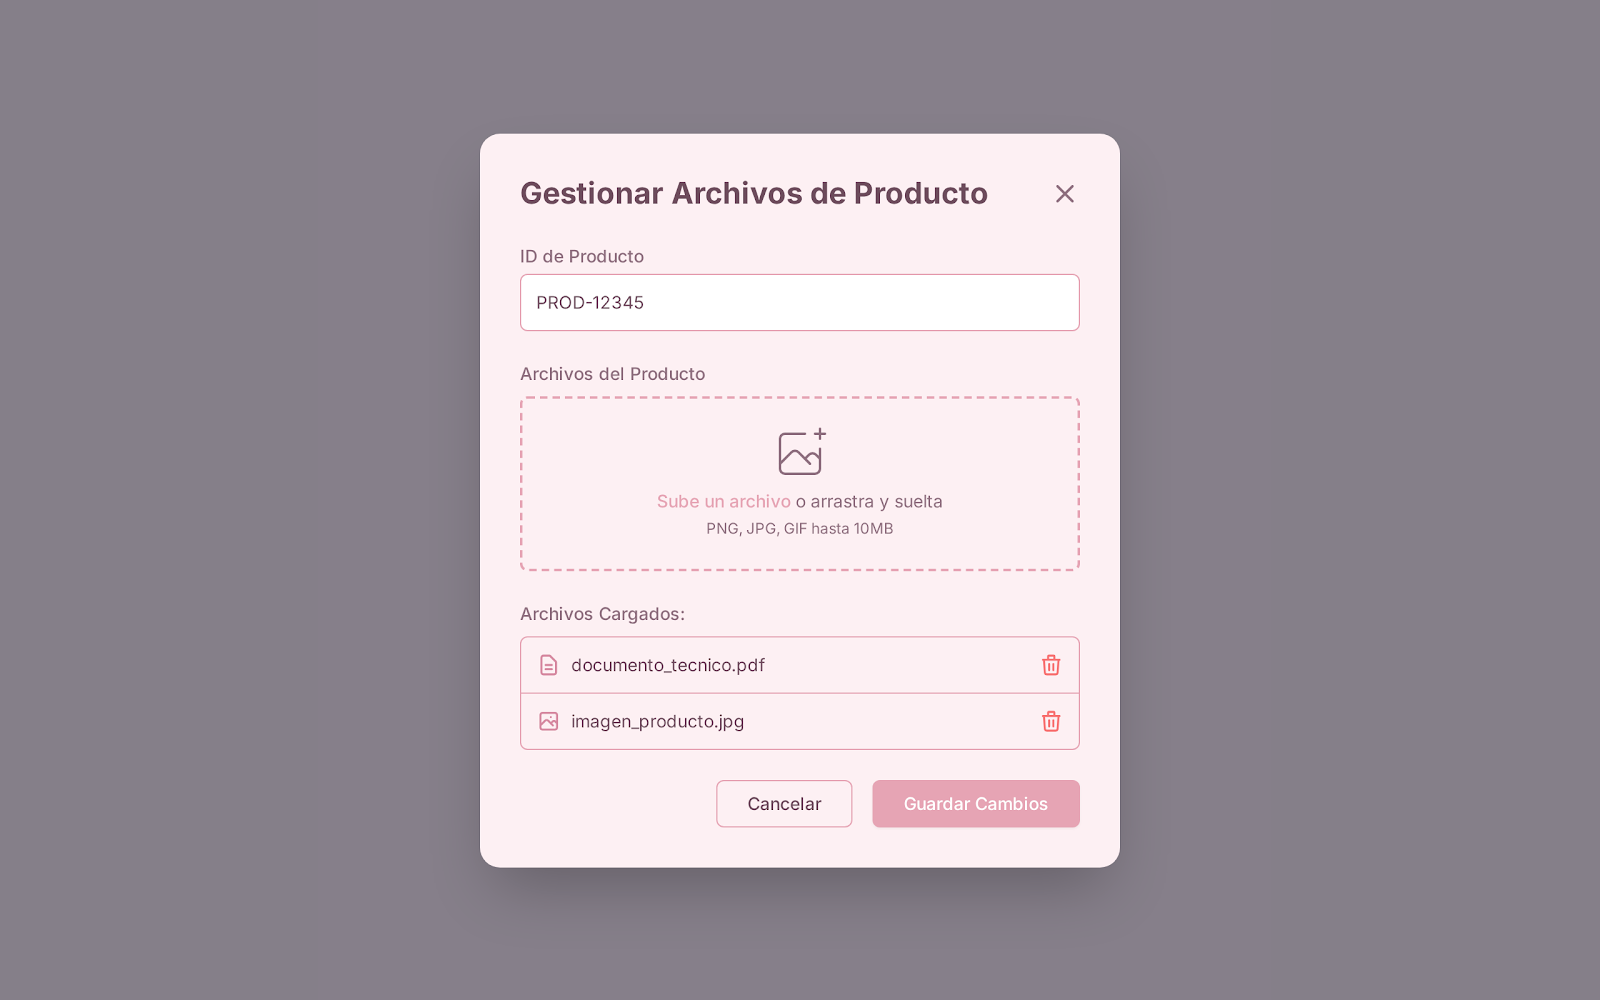 Gestionar Archivos de Producto
ID de Producto
PROD-12345
Archivos del Producto
Sube un archivo o arrastra y suelta
PNG, JPG, GIF hasta 10MB
Archivos Cargados:
documento_tecnico.pdf
imagen_producto.jpg
Cancelar
Guardar Cambios